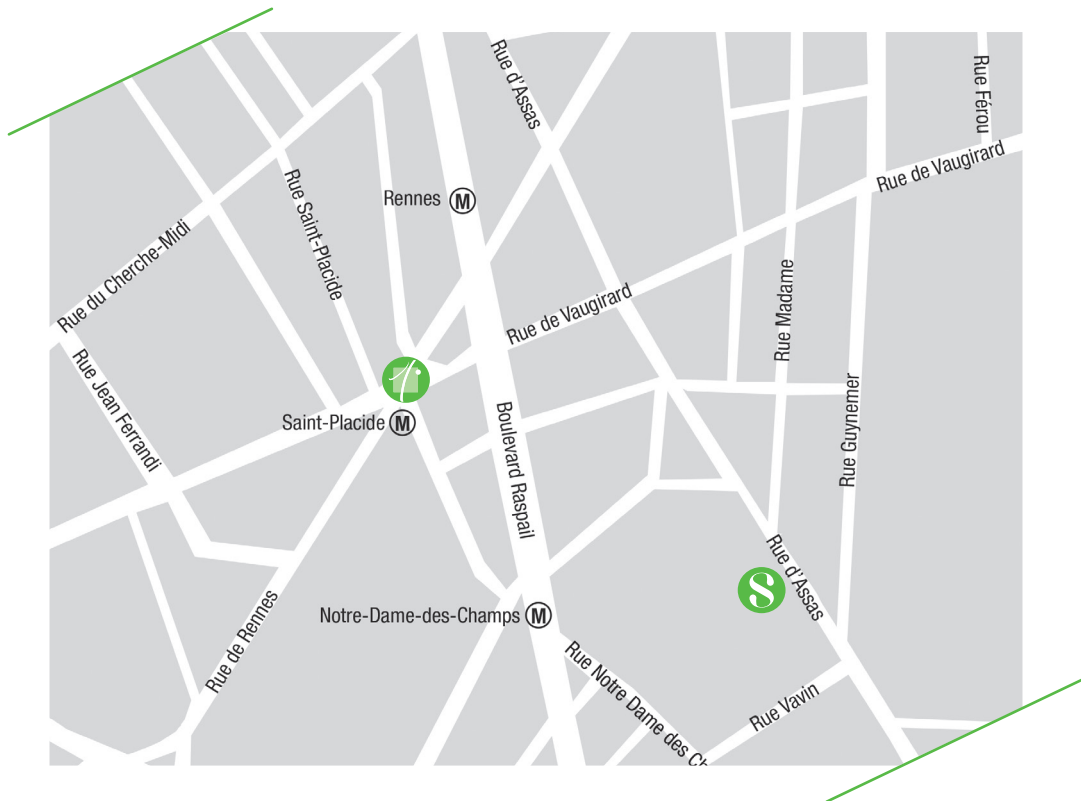 Rue d'Assas
Rue Férou
Rue de Vaugirard
Rennes M
Rue Saint-Placide
Rue du Cherche-Midi
Rue de Vaugirard
Rue Madame
Rue Jean Ferrandi
Saint-Placide M
Boulevard Raspail
Rue Guynemer
Rue d'Assas
S
Notre-Dame-des-Champs M
Rue de Rennes
Rue Notre Dame des Ch
Rue Vavin